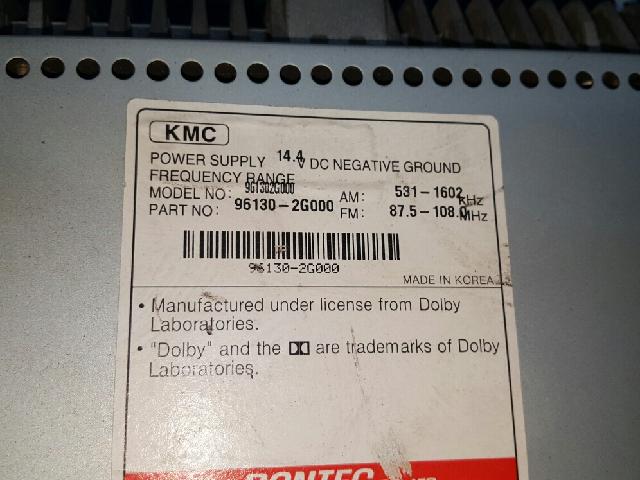 KMC
POWER SUPPLY 14.4V DC NEGATIVE GROUND
FREQUENCY RANGE
MODEL NO: 961302G000 AM: 531-1602 kHz
PART NO: 96130-2G000 FM: 87.5-108.0 MHz
96130-2G000
MADE IN KOREA
• Manufactured under license from Dolby
Laboratories.
• "Dolby" and the DD are trademarks of Dolby
Laboratories.